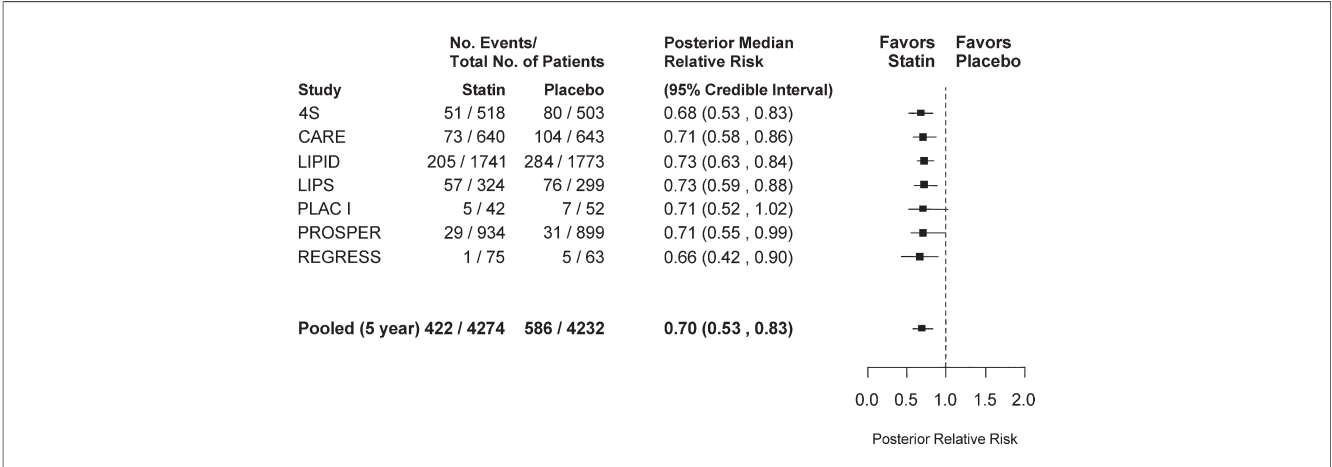 No. Events/ Posterior Median Favors Favors
Total No. of Patients Relative Risk Statin Placebo
Study Statin Placebo (95% Credible Interval)
4S 51 / 518 80 / 503 0.68 (0.53 , 0.83)
CARE 73 / 640 104 / 643 0.71 (0.58 , 0.86)
LIPID 205 / 1741 284 / 1773 0.73 (0.63 , 0.84)
LIPS 57 / 324 76 / 299 0.73 (0.59 , 0.88)
PLAC I 5 / 42 7 / 52 0.71 (0.52 , 1.02)
PROSPER 29 / 934 31 / 899 0.71 (0.55 , 0.99)
REGRESS 1 / 75 5 / 63 0.66 (0.42 , 0.90)
Pooled (5 year) 422 / 4274 586 / 4232 0.70 (0.53 , 0.83)
0.0 0.5 1.0 1.5 2.0
Posterior Relative Risk